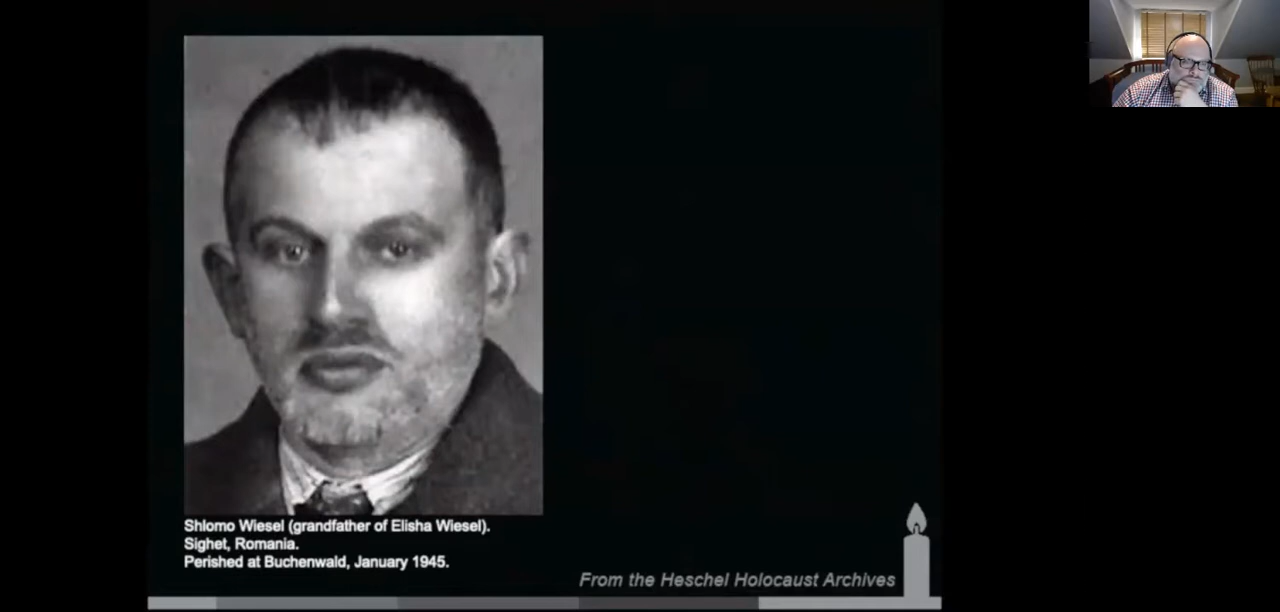 Shlomo Wiesel (grandfather of Elisha Wiesel).
Sighet, Romania.
Perished at Buchenwald, January 1945.
From the Heschel Holocaust Archives